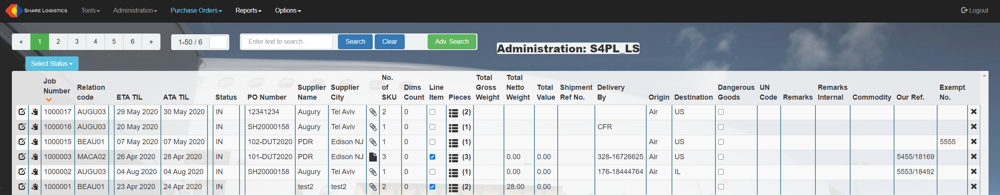 SHARE LOGISTICS Tools Administration Purchase Orders Reports Options Logout
« 1 2 3 4 5 6 » 1-50 / 6 Enter text to search... Search Clear Adv. Search
Administration: S4PL_LS
Select Status
Job Number Relation code ETA TIL ATA TIL Status PO Number Supplier Name Supplier City No. of SKU Dims Count Line Item Pieces Total Gross Weight Total Netto Weight Total Value Shipment Ref No. Delivery By Origin Destination Dangerous Goods UN Code Remarks Remarks Internal Commodity Our Ref. Exempt No.
1000017 AUGU03 29 May 2020 30 May 2020 IN 12341234 Augury Tel Aviv 2 0 (2) Air US
1000016 AUGU03 20 May 2020 IN SH20000158 Augury Tel Aviv 1 0 (1) CFR
1000015 BEAU01 07 May 2020 07 May 2020 IN 102-DUT2020 PDR Edison NJ 1 0 (1) Air US 5555
1000003 MACA02 26 Apr 2020 28 Apr 2020 IN 101-DUT2020 PDR Edison NJ 3 0 (3) 0.00 0.00 328-16726625 Air US 5455/18169
1000002 AUGU03 04 Aug 2020 04 Aug 2020 IN SH20000158 Augury Tel Aviv 1 0 (1) 0.00 0.00 176-18444764 Air IL 5553/18492
1000001 BEAU01 23 Apr 2020 24 Apr 2020 IN test2 test2 2 0 (2) 28.00 0.00